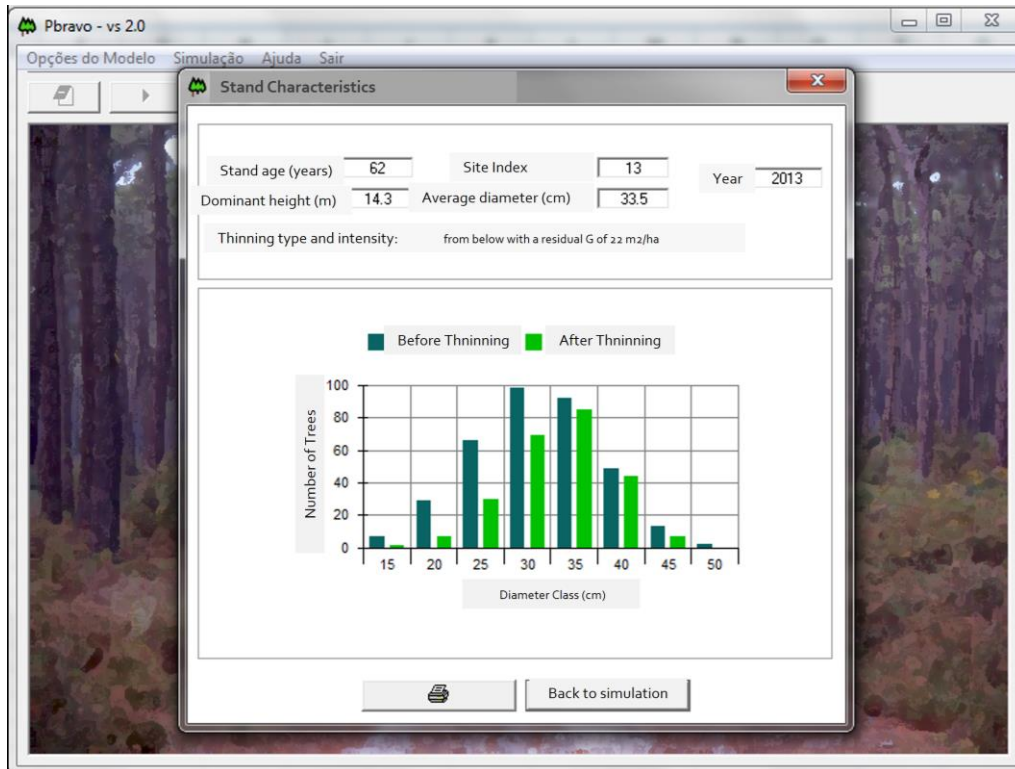 Pbravo - vs 2.0
Opções do Modelo Simulação Ajuda Sair
Stand Characteristics
Stand age (years) 62 Site Index 13 Year 2013
Dominant height (m) 14.3 Average diameter (cm) 33.5
Thinning type and intensity: from below with a residual G of 22 m2/ha
Before Thninning After Thninning
Number of Trees
100
80
60
40
20
0
15 20 25 30 35 40 45 50
Diameter Class (cm)
Back to simulation